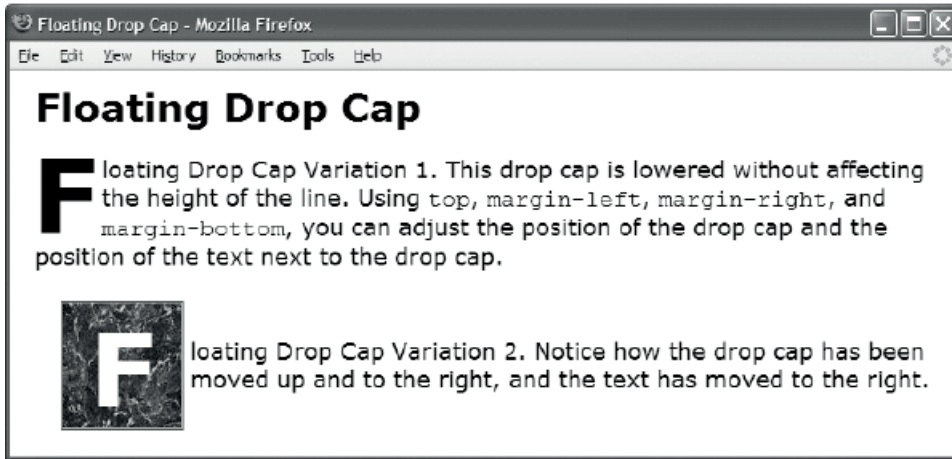 Floating Drop Cap - Mozilla Firefox
File Edit View History Bookmarks Tools Help
Floating Drop Cap
Floating Drop Cap Variation 1. This drop cap is lowered without affecting
the height of the line. Using top, margin-left, margin-right, and
margin-bottom, you can adjust the position of the drop cap and the
position of the text next to the drop cap.
Floating Drop Cap Variation 2. Notice how the drop cap has been
moved up and to the right, and the text has moved to the right.